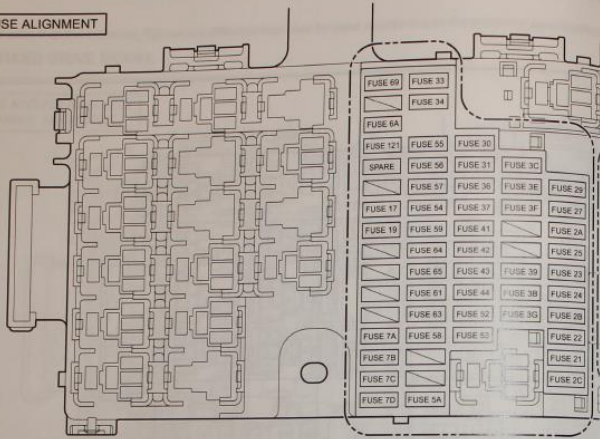 SE ALIGNMENT
FUSE 69 FUSE 33
FUSE 34
FUSE 6A
FUSE 121 FUSE 55 FUSE 30
SPARE FUSE 56 FUSE 31 FUSE 3C
FUSE 57 FUSE 36 FUSE 3E FUSE 29
FUSE 17 FUSE 54 FUSE 37 FUSE 3F FUSE 27
FUSE 19 FUSE 59 FUSE 41 FUSE 2A
FUSE 64 FUSE 42 FUSE 25
FUSE 65 FUSE 43 FUSE 39 FUSE 23
FUSE 61 FUSE 44 FUSE 3B FUSE 24
FUSE 63 FUSE 52 FUSE 3G FUSE 2B
FUSE 7A FUSE 58 FUSE 53 FUSE 22
FUSE 7B FUSE 21
FUSE 7C FUSE 2C
FUSE 7D FUSE 5A